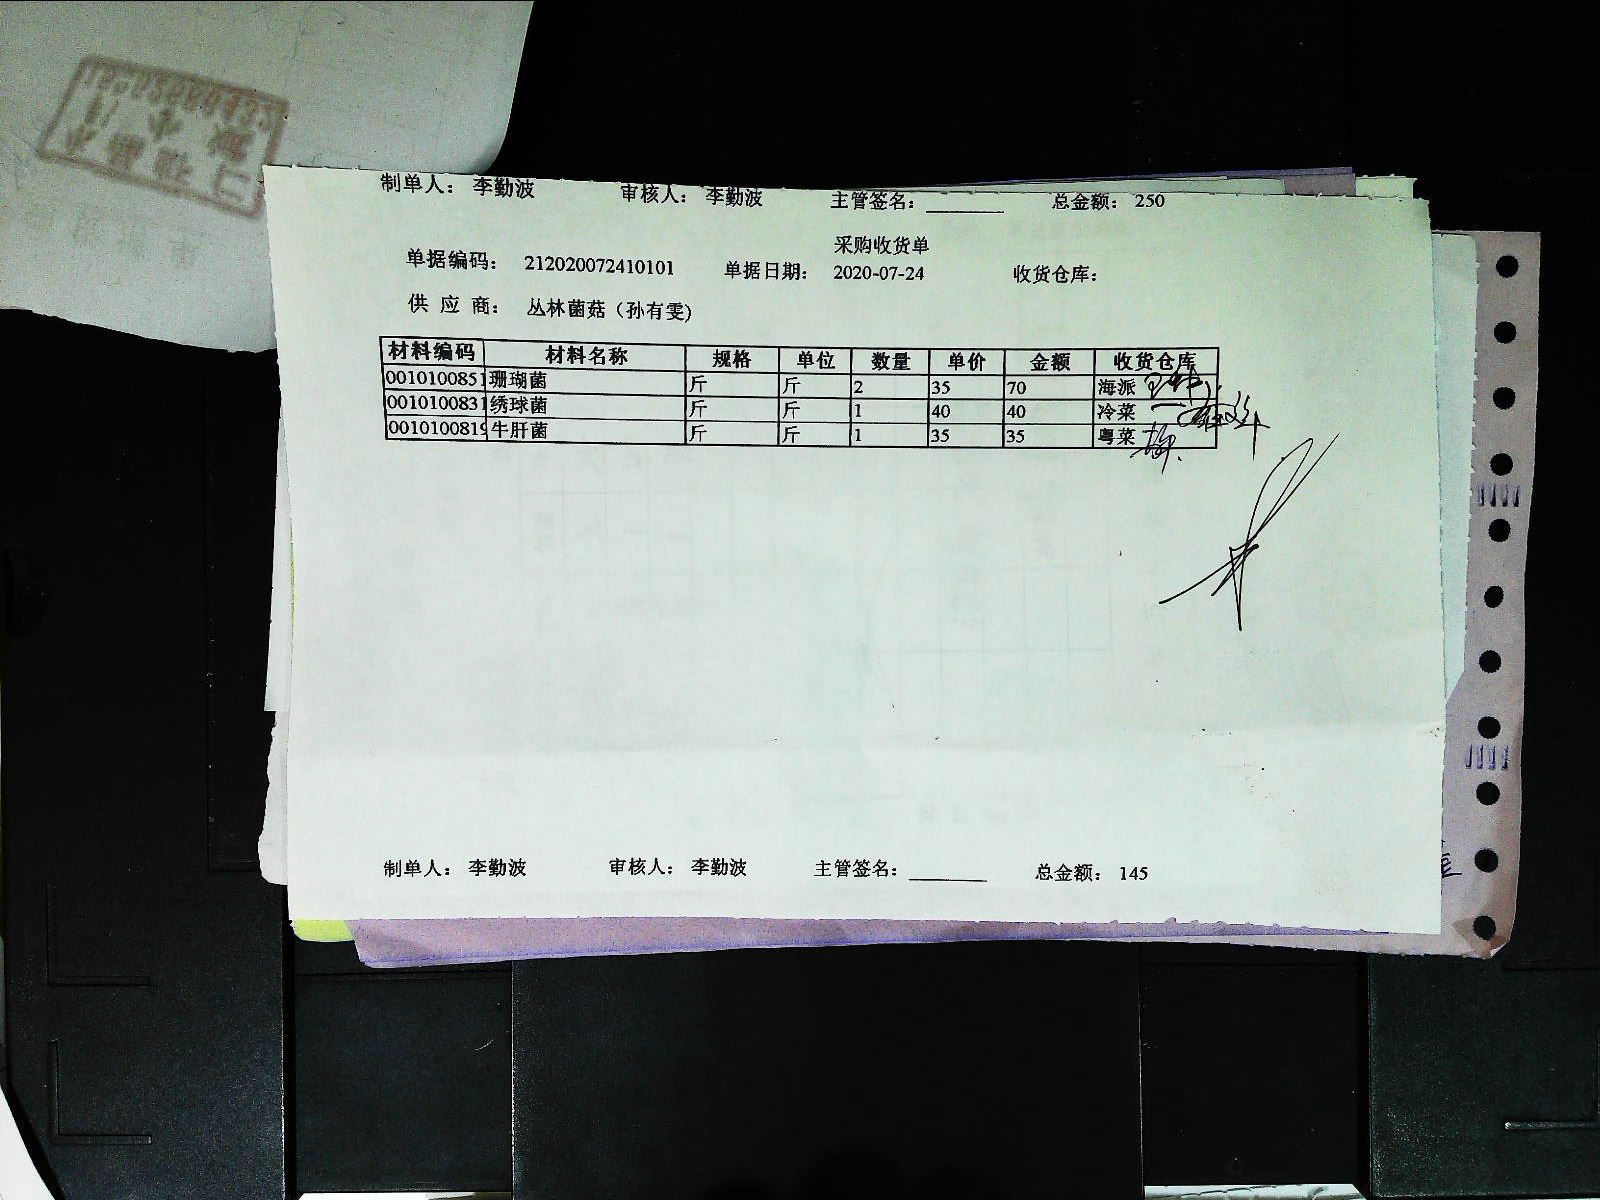 制单人: 李勤波 审核人: 李勤波 主管签名:________ 总金额: 250
采购收货单
单据编码: 212020072410101 单据日期: 2020-07-24 收货仓库:
供 应 商: 丛林菌菇(孙有雯)
材料编码 材料名称 规格 单位 数量 单价 金额 收货仓库
0010100851 珊瑚菌 斤 斤 2 35 70 海派
0010100831 绣球菌 斤 斤 1 40 40 冷菜
0010100819 牛肝菌 斤 斤 1 35 35 粤菜
制单人: 李勤波 审核人: 李勤波 主管签名:________ 总金额: 145